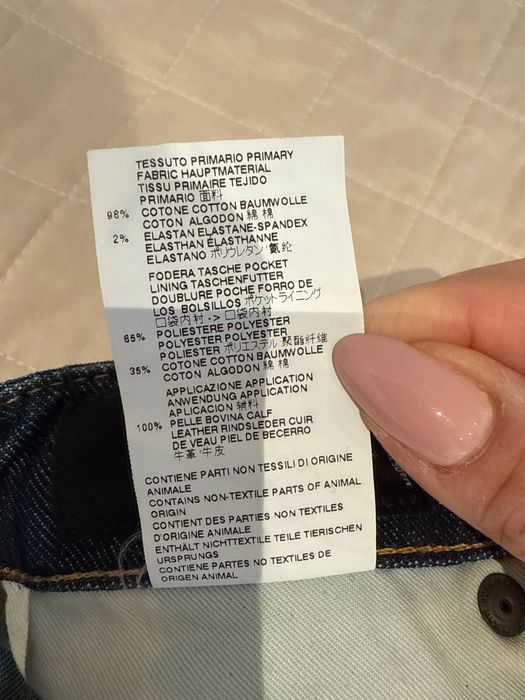 TESSUTO PRIMARIO PRIMARY
FABRIC HAUPTMATERIAL
TISSU PRIMAIRE TEJIDO
PRIMARIO 面料
98% COTONE COTTON BAUMWOLLE
COTON ALGODON 綿 棉
2% ELASTAN ELASTANE-SPANDEX
ELASTHAN ÉLASTHANNE
ELASTANO ポリウレタン 氨纶
FODERA TASCHE POCKET
LINING TASCHENFUTTER
DOUBLURE POCHE FORRO DE
LOS BOLSILLOS ポケットライニング
口袋内衬 -> 口袋内衬
65% POLIESTERE POLYESTER
POLYESTER POLYESTER
POLIESTER ポリエステル 聚酯纤维
35% COTONE COTTON BAUMWOLLE
COTON ALGODON 綿 棉
APPLICAZIONE APPLICATION
ANWENDUNG APPLICATION
APLICACION 辅料
100% PELLE BOVINA CALF
LEATHER RINDSLEDER CUIR
DE VEAU PIEL DE BECERRO
牛革 牛皮
CONTIENE PARTI NON TESSILI DI ORIGINE
ANIMALE
CONTAINS NON-TEXTILE PARTS OF ANIMAL
ORIGIN
CONTIENT DES PARTIES NON TEXTILES
D'ORIGINE ANIMALE
ENTHÄLT NICHTTEXTILE TEILE TIERISCHEN
URSPRUNGS
CONTIENE PARTES NO TEXTILES DE
ORIGEN ANIMAL